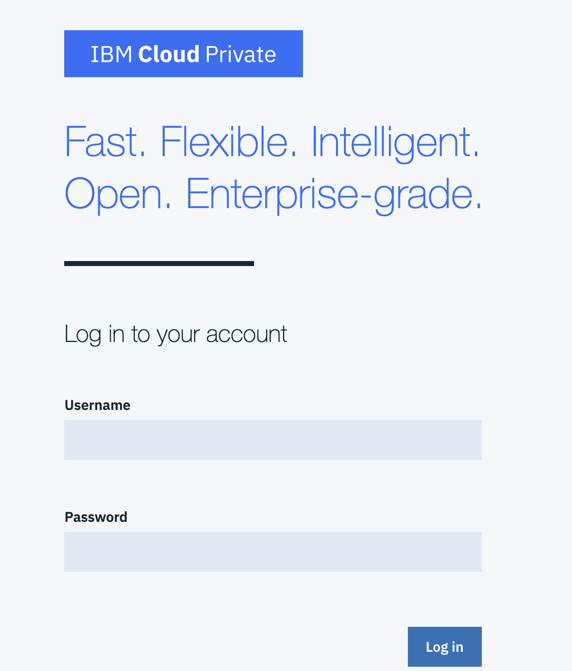 IBM Cloud Private
Fast. Flexible. Intelligent.
Open. Enterprise-grade.
Log in to your account
Username
Password
Log in